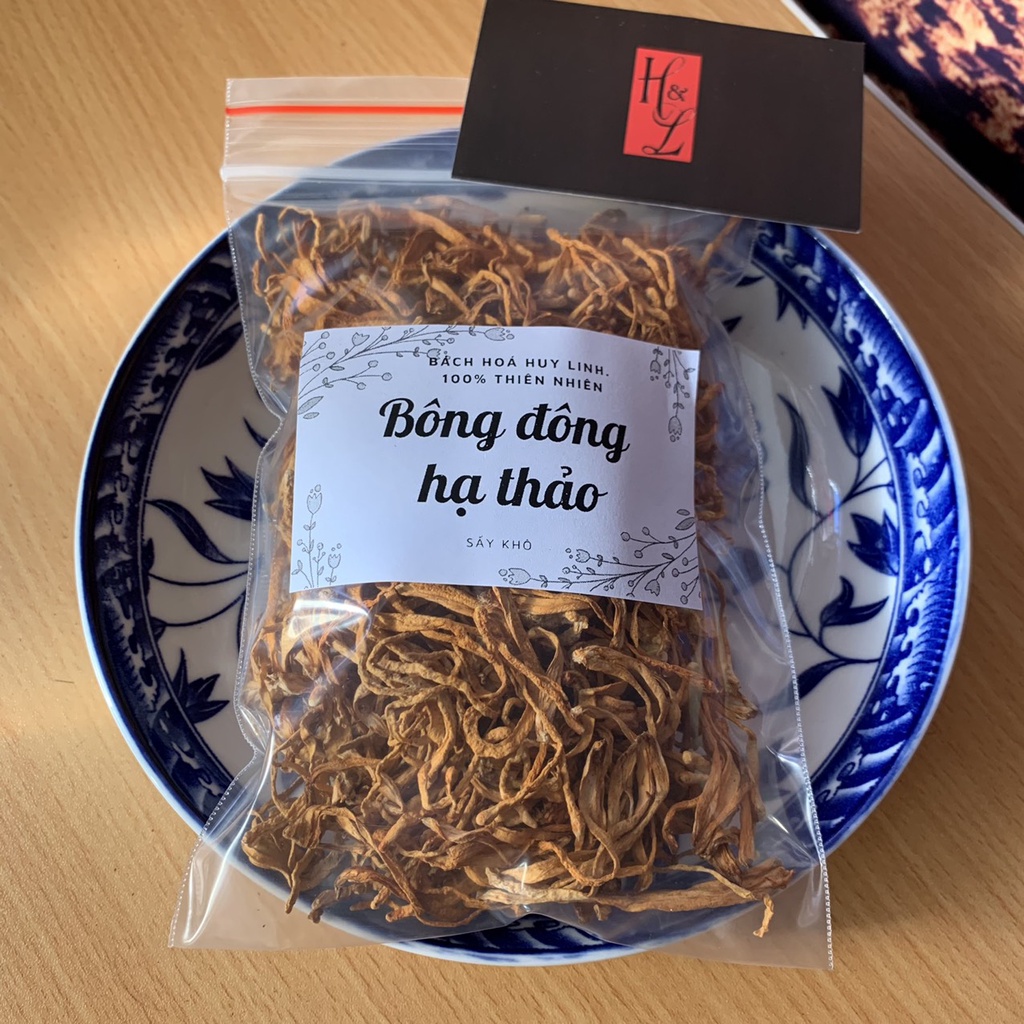 H&
L
BÁCH HOÁ HUY LINH.
100% THIÊN NHIÊN
Bông đông
hạ thảo
SẤY KHÔ